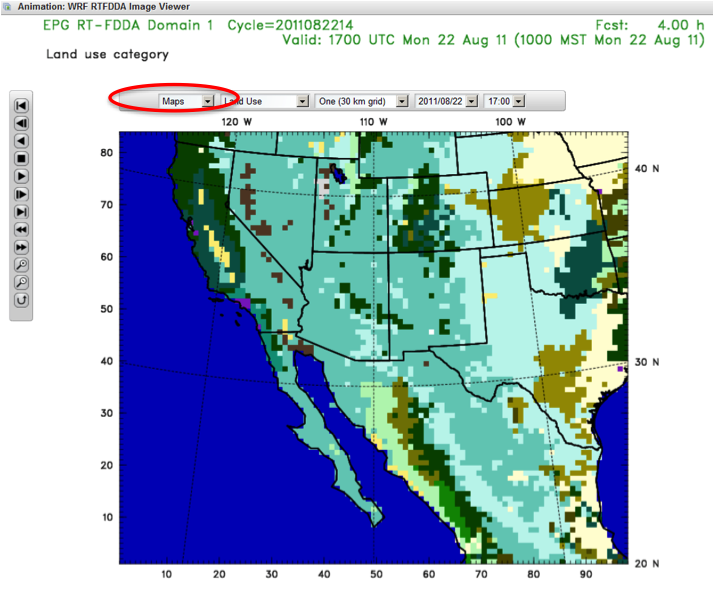 Animation: WRF RTFDDA Image Viewer
EPG RT-FDDA Domain 1 Cycle=2011082214 Fcst: 4.00 h
Valid: 1700 UTC Mon 22 Aug 11 (1000 MST Mon 22 Aug 11)
Land use category
Maps Land Use One (30 km grid) 2011/08/22 17:00
120 W 110 W 100 W
80
40 N
70
60
50
40
30 N
30
20
10
20 N
10 20 30 40 50 60 70 80 90